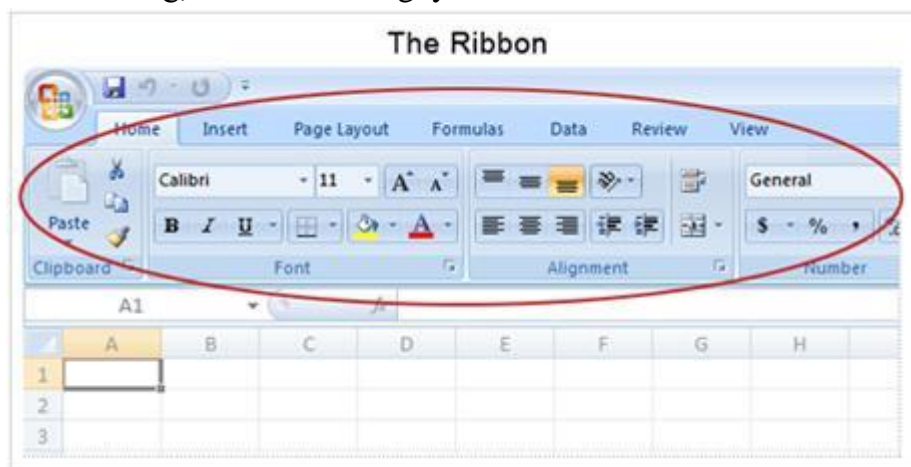 The Ribbon
Home Insert Page Layout Formulas Data Review View
Calibri 11 A A General
Paste B I U A $ % ,
Clipboard Font Alignment Number
A1 fx
A B C D E F G H
1
2
3